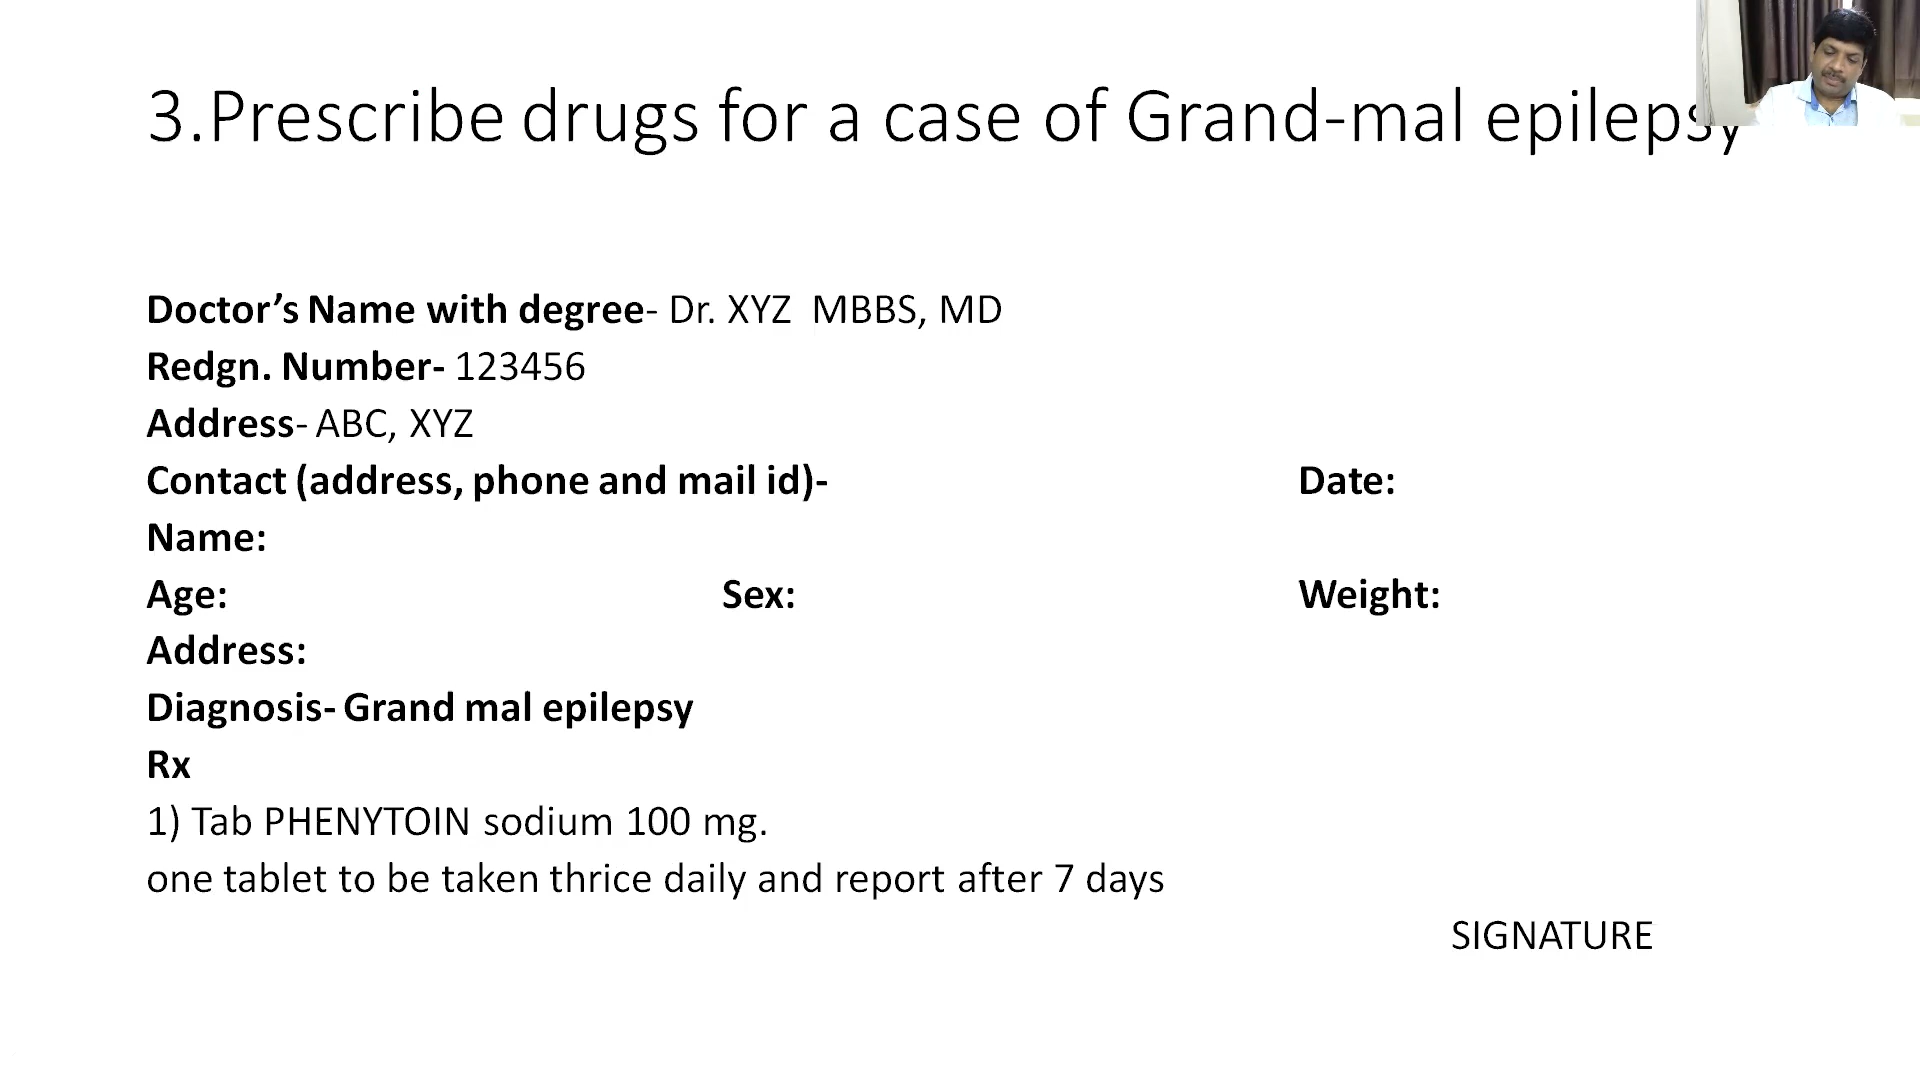 3.Prescribe drugs for a case of Grand-mal epilepsy
Doctor’s Name with degree- Dr. XYZ  MBBS, MD
Redgn. Number- 123456
Address- ABC, XYZ
Contact (address, phone and mail id)- Date:
Name:
Age: Sex: Weight:
Address:
Diagnosis- Grand mal epilepsy
Rx
1) Tab PHENYTOIN sodium 100 mg.
one tablet to be taken thrice daily and report after 7 days
SIGNATURE